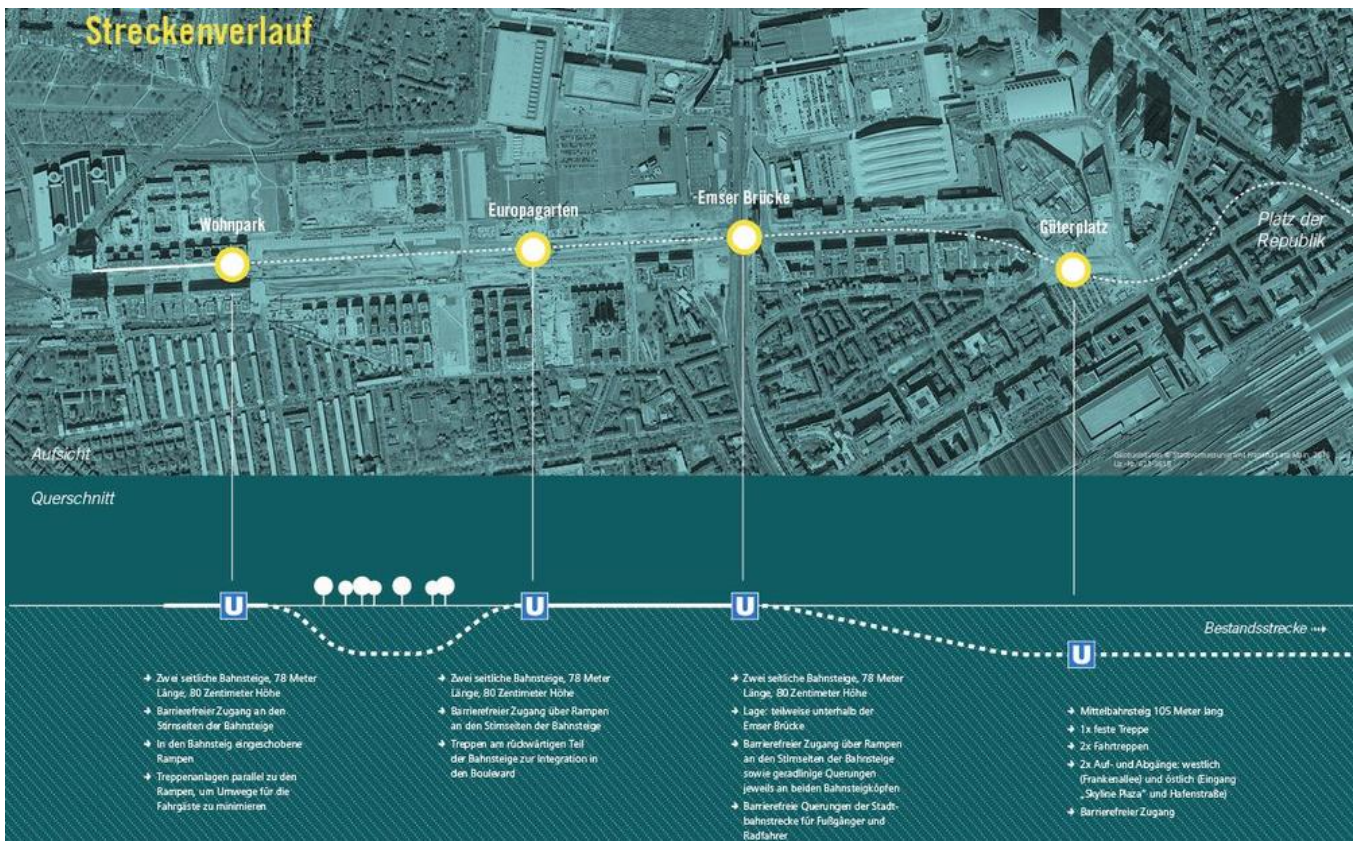 Streckenverlauf
Wohnpark
Europagarten
Emser Brücke
Güterplatz
Platz der
Republik
Aufsicht
Querschnitt
U
U
U
U
Bestandsstrecke
Zwei seitliche Bahnsteige, 78 Meter
Länge, 80 Zentimeter Höhe
Barrierefreier Zugang an den
Stirnseiten der Bahnsteige
In den Bahnsteig eingeschobene
Rampen
Treppenanlagen parallel zu den
Rampen, um Umwege für die
Fahrgäste zu minimieren
Zwei seitliche Bahnsteige, 78 Meter
Länge, 80 Zentimeter Höhe
Barrierefreier Zugang über Rampen
an den Stirnseiten der Bahnsteige
Treppen am rückwärtigen Teil
der Bahnsteige zur Integration in
den Boulevard
Zwei seitliche Bahnsteige, 78 Meter
Länge, 80 Zentimeter Höhe
Lage: teilweise unterhalb der
Emser Brücke
Barrierefreier Zugang über Rampen
an den Stirnseiten der Bahnsteige
sowie geradlinige Querungen
jeweils an beiden Bahnsteigköpfen
Barrierefreie Querungen der Stadt-
bahnstrecke für Fußgänger und
Radfahrer
Mittelbahnsteig 105 Meter lang
1x feste Treppe
2x Fahrtreppen
2x Auf- und Abgänge: westlich
(Frankenallee) und östlich (Eingang
„Skyline Plaza" und Hafenstraße)
Barrierefreier Zugang